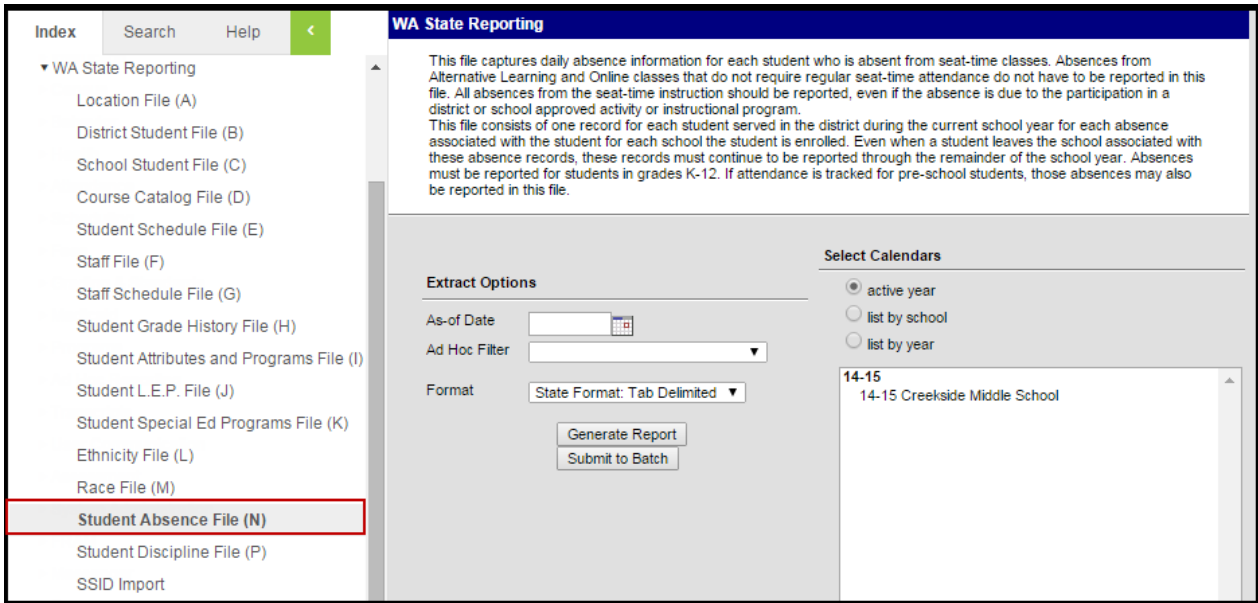 Index Search Help <
▾ WA State Reporting
Location File (A)
District Student File (B)
School Student File (C)
Course Catalog File (D)
Student Schedule File (E)
Staff File (F)
Staff Schedule File (G)
Student Grade History File (H)
Student Attributes and Programs File (I)
Student L.E.P. File (J)
Student Special Ed Programs File (K)
Ethnicity File (L)
Race File (M)
Student Absence File (N)
Student Discipline File (P)
SSID Import
WA State Reporting
This file captures daily absence information for each student who is absent from seat-time classes. Absences from
Alternative Learning and Online classes that do not require regular seat-time attendance do not have to be reported in this
file. All absences from the seat-time instruction should be reported, even if the absence is due to the participation in a
district or school approved activity or instructional program.
This file consists of one record for each student served in the district during the current school year for each absence
associated with the student for each school the student is enrolled. Even when a student leaves the school associated with
these absence records, these records must continue to be reported through the remainder of the school year. Absences
must be reported for students in grades K-12. If attendance is tracked for pre-school students, those absences may also
be reported in this file.
Extract Options
As-of Date
Ad Hoc Filter
Format State Format: Tab Delimited
Generate Report
Submit to Batch
Select Calendars
active year
list by school
list by year
14-15
14-15 Creekside Middle School